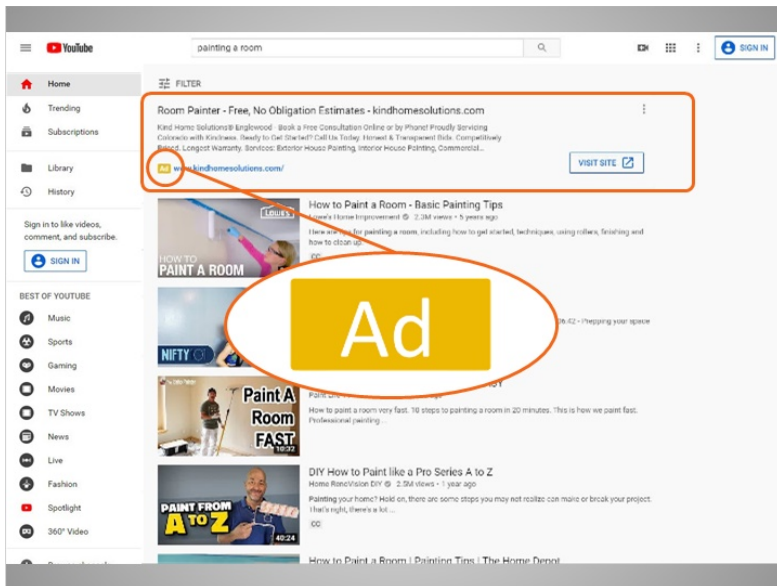 YouTube
painting a room
SIGN IN
Home
Trending
Subscriptions
Library
History
Sign in to like videos,
comment, and subscribe.
SIGN IN
BEST OF YOUTUBE
Music
Sports
Gaming
Movies
TV Shows
News
Live
Fashion
Spotlight
360° Video
FILTER
Room Painter - Free, No Obligation Estimates - kindhomesolutions.com
Kind Home Solutions® Englewood - Book a Free Consultation Online or by Phone! Proudly Servicing
Colorado with Kindness. Ready to Get Started? Call Us Today. Honest & Transparent Bids. Competitively
Priced. Longest Warranty. Services: Exterior House Painting, Interior House Painting, Commercial...
Ad www.kindhomesolutions.com/
VISIT SITE
LOWE'S
HOW TO
PAINT A ROOM
How to Paint a Room - Basic Painting Tips
Lowe's Home Improvement 2.3M views • 5 years ago
Here are tips for painting a room, including how to get started, techniques, using rollers, finishing and
how to clean up.
CC
Ad
NIFTY
06:42 - Prepping your space
Paint A
Room
FAST
10:32
How to paint a room very fast. 10 steps to painting a room in 20 minutes. This is how we paint fast.
Professional painting ...
PAINT FROM
A TO Z
40:24
DIY How to Paint like a Pro Series A to Z
Home RenoVision DIY 2.5M views • 1 year ago
Painting your home? Hold on, there are some steps you may not realize can make or break your project.
That's right, there's a lot ...
CC
How to Paint a Room | Painting Tips | The Home Depot